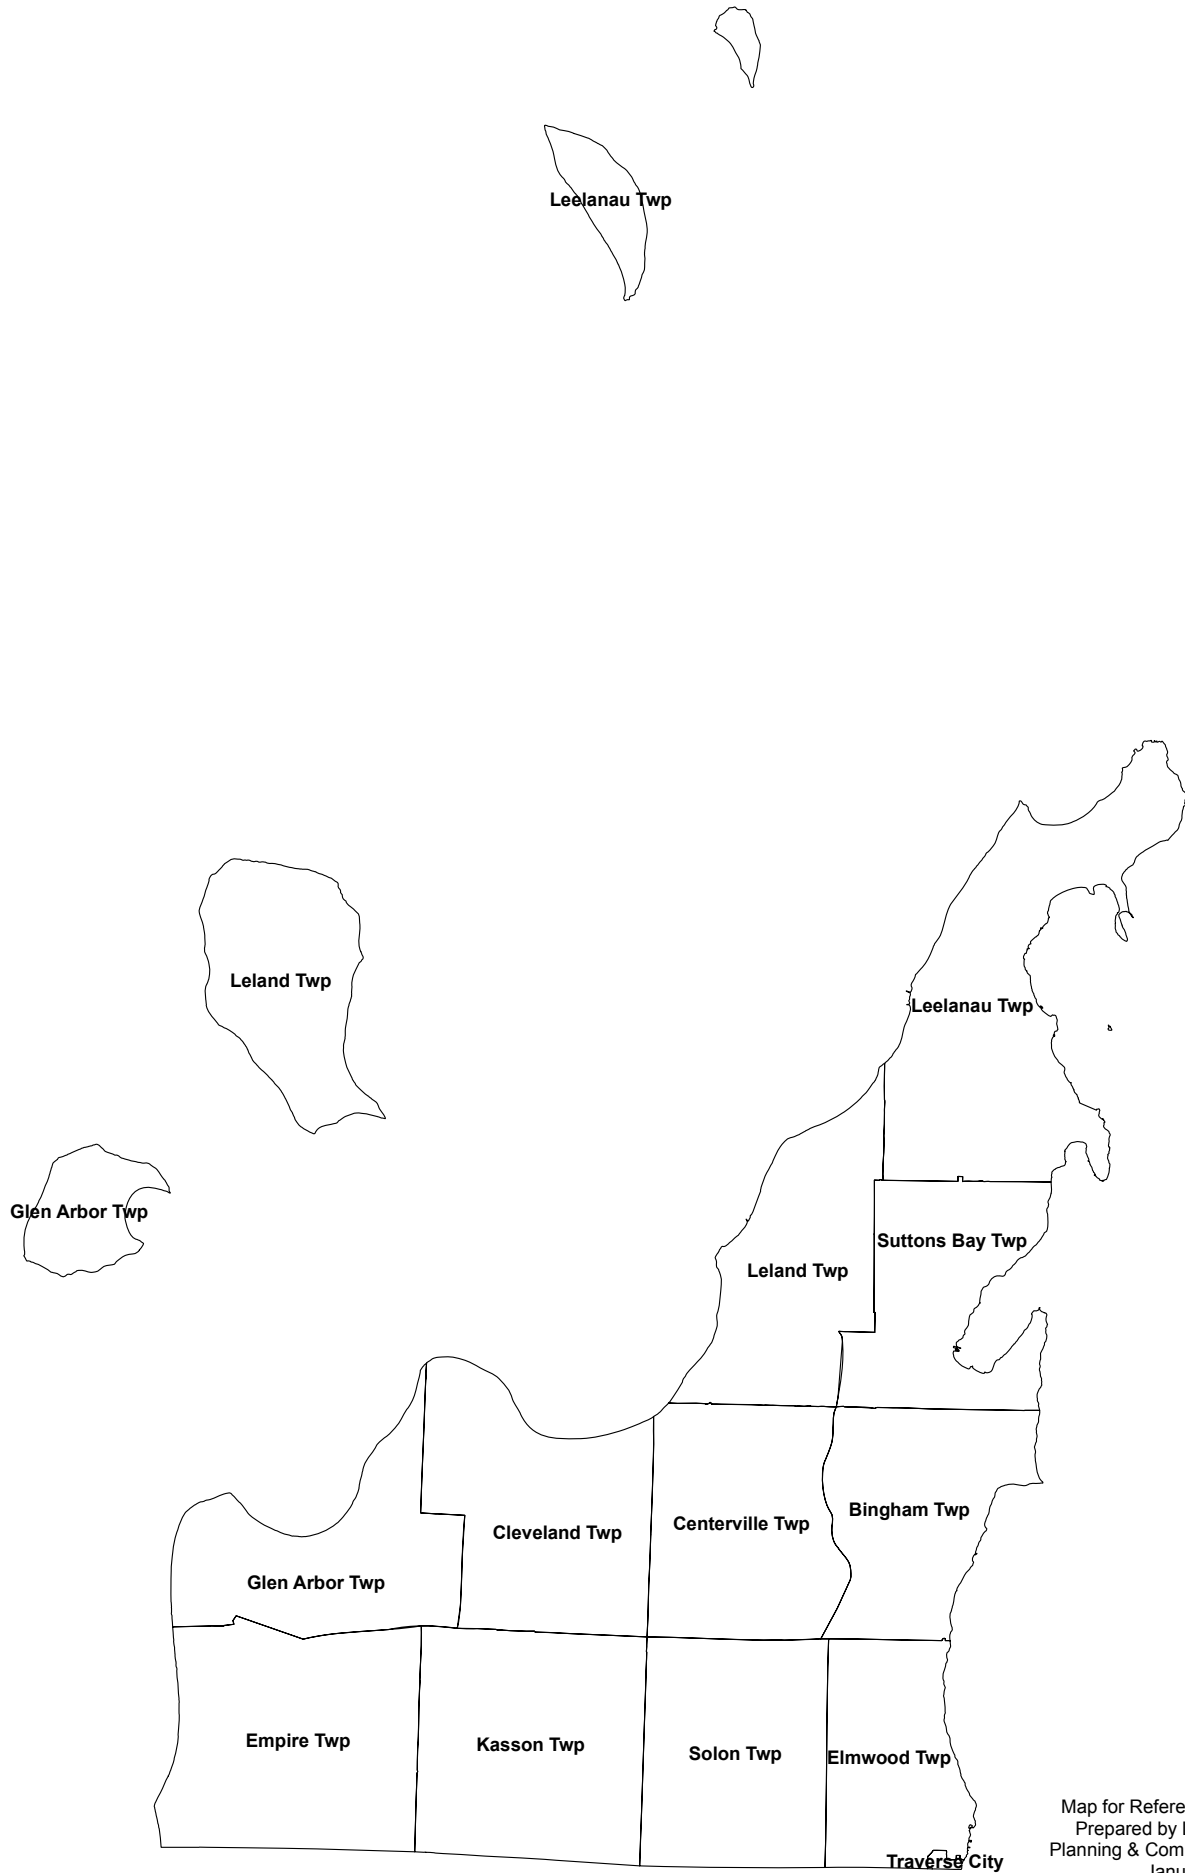 Leelanau Twp
Leland Twp
Leelanau Twp
Glen Arbor Twp
Suttons Bay Twp
Leland Twp
Bingham Twp
Centerville Twp
Cleveland Twp
Glen Arbor Twp
Empire Twp
Kasson Twp
Solon Twp
Elmwood Twp
Map for Refere
Prepared by
Planning & Com
Janu
Traverse City